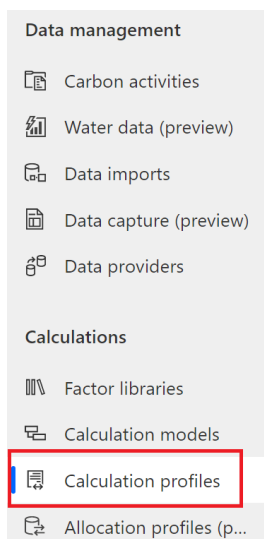 Data management
Carbon activities
Water data (preview)
Data imports
Data capture (preview)
Data providers
Calculations
Factor libraries
Calculation models
Calculation profiles
Allocation profiles (p...